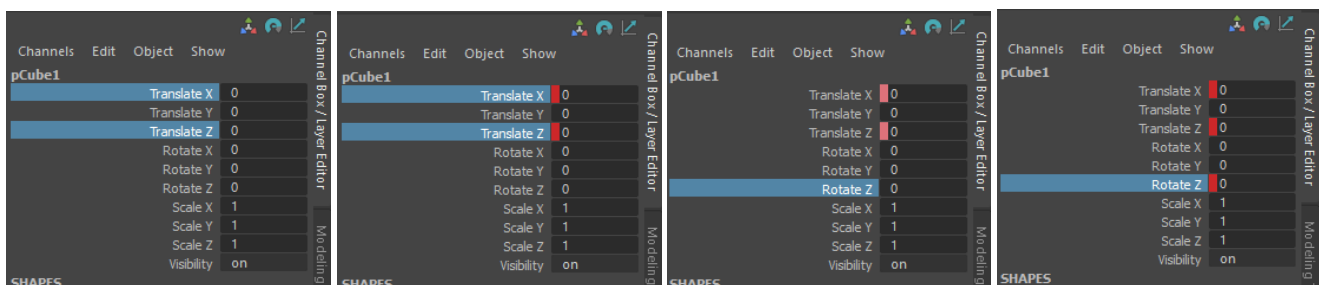 Channels Edit Object Show
pCube1
Translate X 0
Translate Y 0
Translate Z 0
Rotate X 0
Rotate Y 0
Rotate Z 0
Scale X 1
Scale Y 1
Scale Z 1
Visibility on
SHAPES
Channel Box / Layer Editor
Modeling
Channels Edit Object Show
pCube1
Translate X 0
Translate Y 0
Translate Z 0
Rotate X 0
Rotate Y 0
Rotate Z 0
Scale X 1
Scale Y 1
Scale Z 1
Visibility on
SHAPES
Channel Box / Layer Editor
Modeling
Channels Edit Object Show
pCube1
Translate X 0
Translate Y 0
Translate Z 0
Rotate X 0
Rotate Y 0
Rotate Z 0
Scale X 1
Scale Y 1
Scale Z 1
Visibility on
Channel Box / Layer Editor
Modeling
Channels Edit Object Show
pCube1
Translate X 0
Translate Y 0
Translate Z 0
Rotate X 0
Rotate Y 0
Rotate Z 0
Scale X 1
Scale Y 1
Scale Z 1
Visibility on
SHAPES
Channel Box / Layer Editor
Modeling